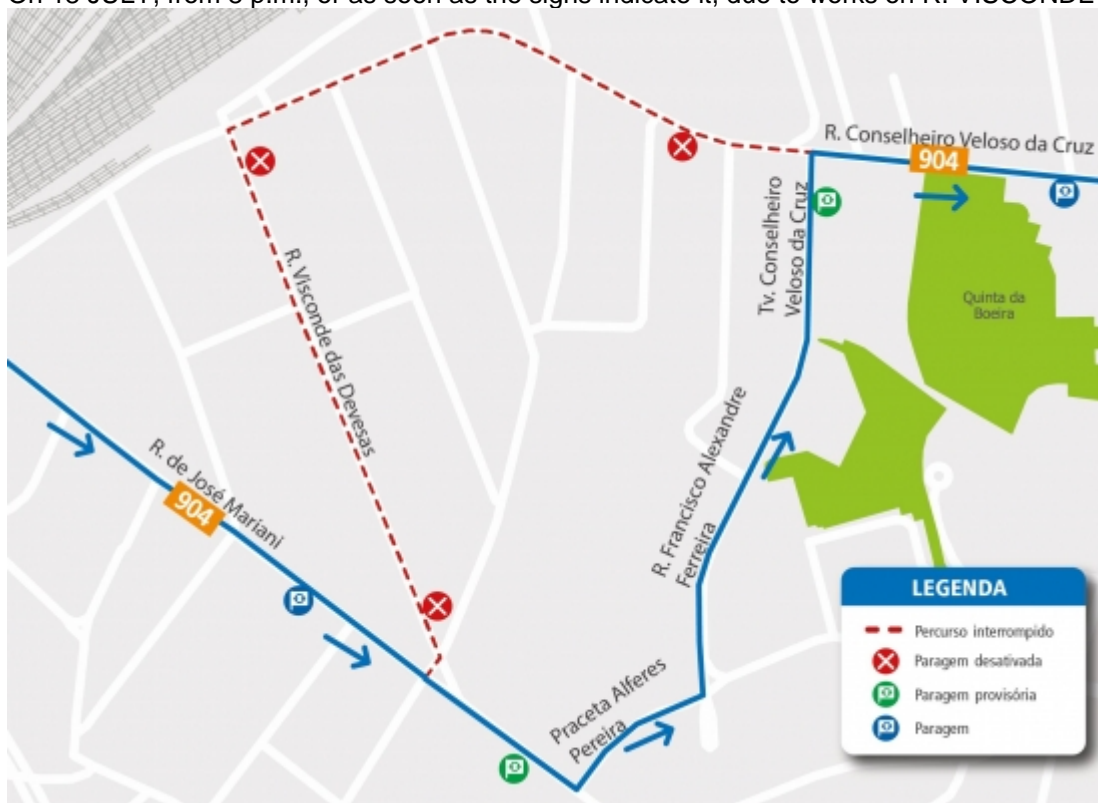 On JULY, from p.m., or as soon as the signs indicate it, due to works on R. VISCONDE
R. Conselheiro Veloso da Cruz
904
Tv. Conselheiro
Veloso da Cruz
Quinta da
Boeira
R. Visconde das Devesas
R. de José Mariani
904
R. Francisco Alexandre
Ferreira
Praceta Alferes
Pereira
LEGENDA
Percurso interrompido
Paragem desativada
Paragem provisória
Paragem